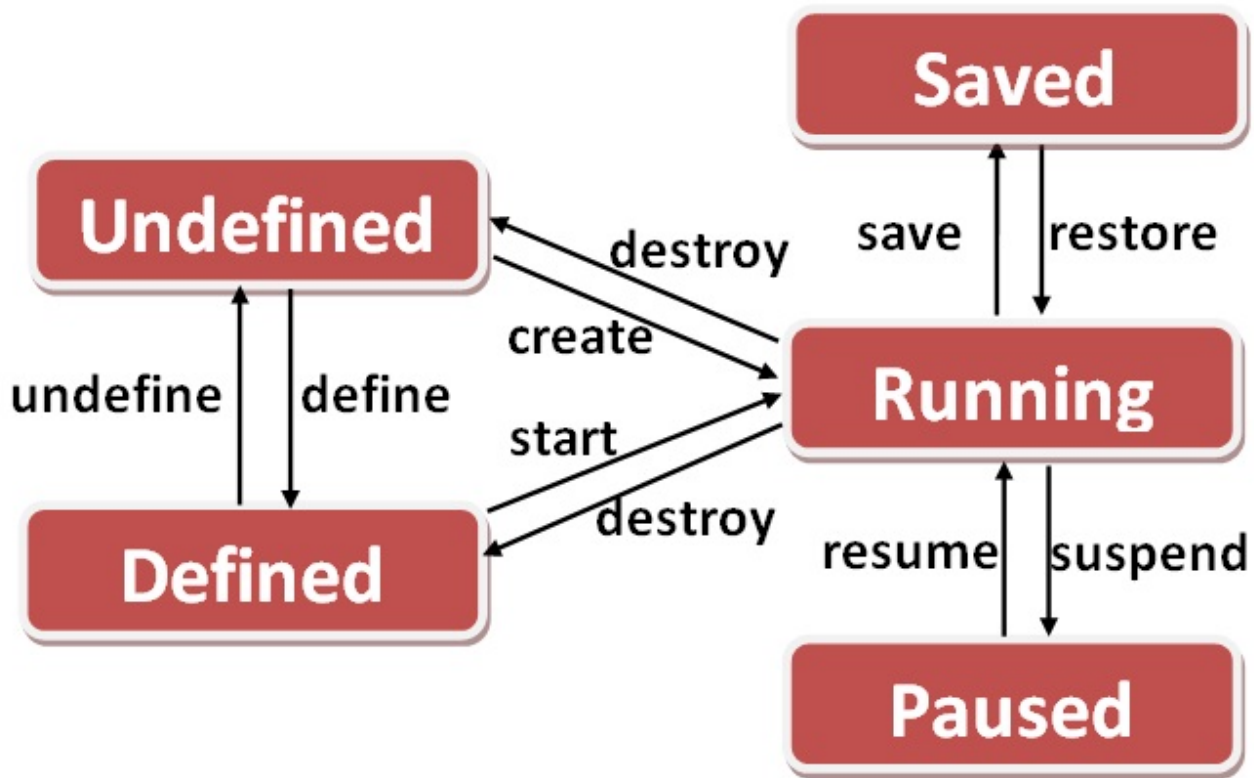 Saved
Undefined
save
restore
destroy
create
Running
undefine
define
start
destroy
Defined
resume
suspend
Paused